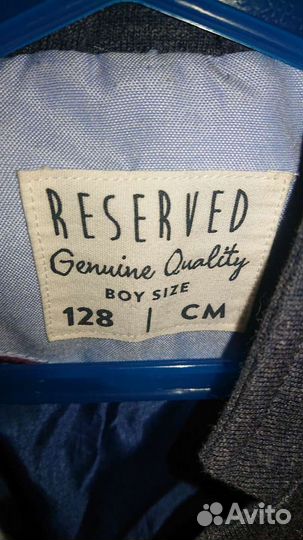 RESERVED
Genuine Quality
BOY SIZE
128 | CM
Avito